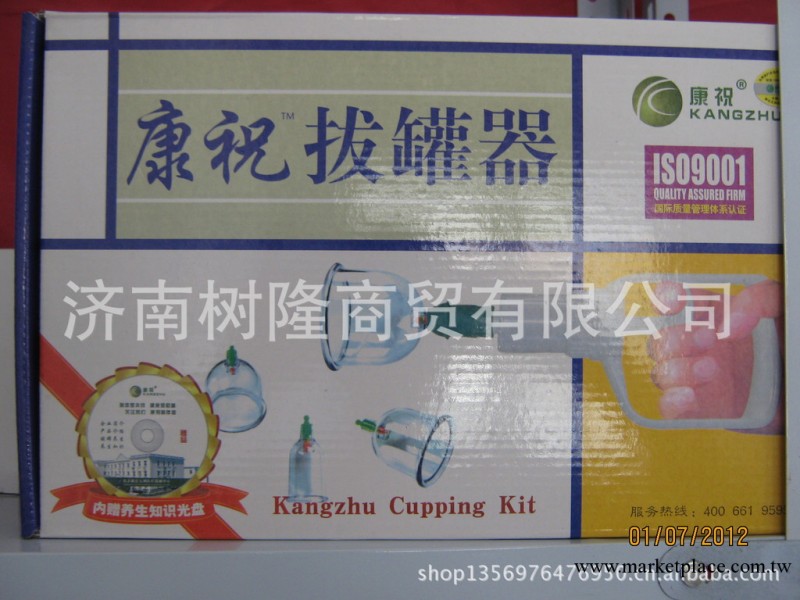 康祝™拔罐器
康祝®
KANGZHU
ISO9001
QUALITY ASSURED FIRM
国际质量管理体系认证
济南树隆商贸有限公司
康祝
内赠养生知识光盘
Kangzhu Cupping Kit
服务热线：400 661 959
01/07/2012
www.marketplace.com.tw
shop1356976476950.cn.alibaba.com